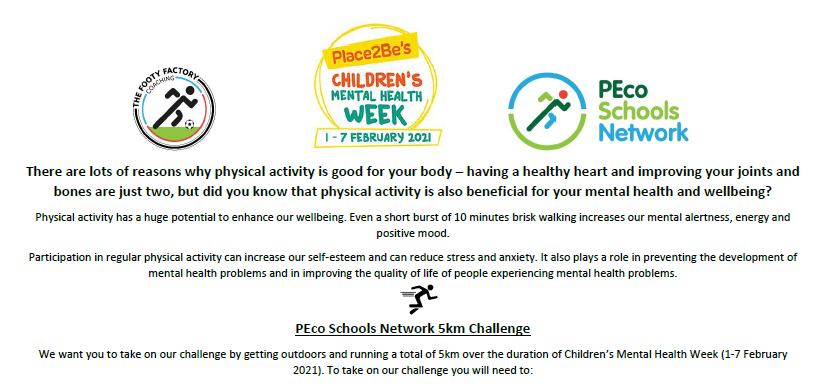 THE FOOTY FACTORY
COACHING
Place2Be's
CHILDREN'S
MENTAL HEALTH
WEEK
1 - 7 FEBRUARY 2021
PEco
Schools
Network
There are lots of reasons why physical activity is good for your body – having a healthy heart and improving your joints and
bones are just two, but did you know that physical activity is also beneficial for your mental health and wellbeing?
Physical activity has a huge potential to enhance our wellbeing. Even a short burst of 10 minutes brisk walking increases our mental alertness, energy and
positive mood.
Participation in regular physical activity can increase our self-esteem and can reduce stress and anxiety. It also plays a role in preventing the development of
mental health problems and in improving the quality of life of people experiencing mental health problems.
PEco Schools Network 5km Challenge
We want you to take on our challenge by getting outdoors and running a total of 5km over the duration of Children's Mental Health Week (1-7 February
2021). To take on our challenge you will need to: